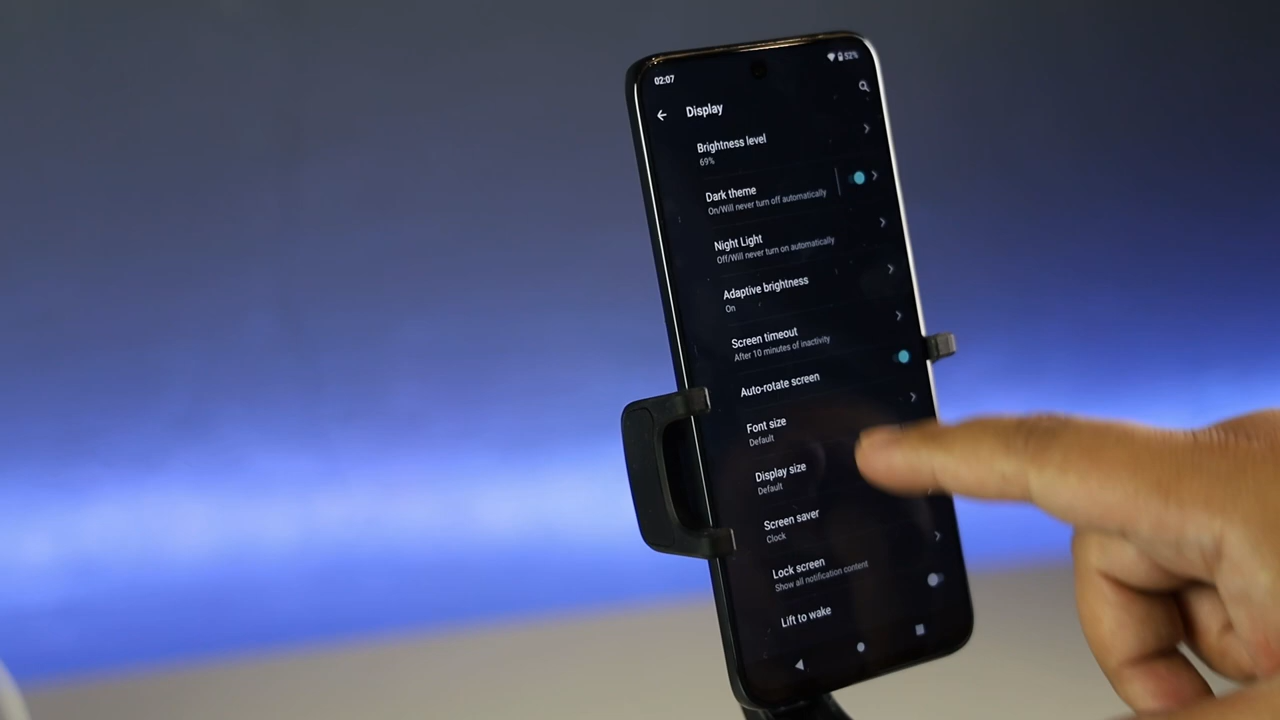 02:07
52%
Display
Brightness level
69%
Dark theme
On/Will never turn off automatically
Night Light
Off/Will never turn on automatically
Adaptive brightness
On
Screen timeout
After 10 minutes of inactivity
Auto-rotate screen
Font size
Default
Display size
Default
Screen saver
Clock
Lock screen
Show all notification content
Lift to wake